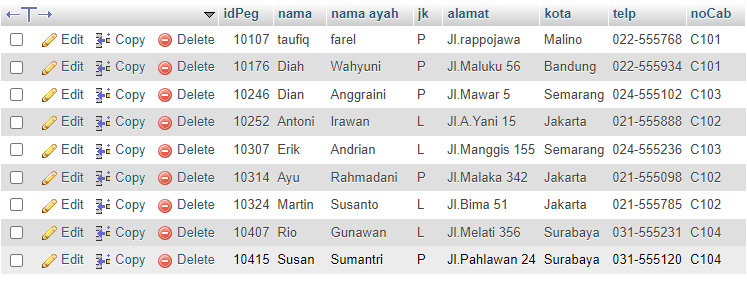 idPeg nama nama ayah jk alamat kota telp noCab
Edit Copy Delete 10107 taufiq farel P Jl.rappojawa Malino 022-555768 C101
Edit Copy Delete 10176 Diah Wahyuni P Jl.Maluku 56 Bandung 022-555934 C101
Edit Copy Delete 10246 Dian Anggraini P Jl.Mawar 5 Semarang 024-555102 C103
Edit Copy Delete 10252 Antoni Irawan L Jl.A.Yani 15 Jakarta 021-555888 C102
Edit Copy Delete 10307 Erik Andrian L Jl.Manggis 155 Semarang 024-555236 C103
Edit Copy Delete 10314 Ayu Rahmadani P Jl.Malaka 342 Jakarta 021-555098 C102
Edit Copy Delete 10324 Martin Susanto L Jl.Bima 51 Jakarta 021-555785 C102
Edit Copy Delete 10407 Rio Gunawan L Jl.Melati 356 Surabaya 031-555231 C104
Edit Copy Delete 10415 Susan Sumantri P Jl.Pahlawan 24 Surabaya 031-555120 C104